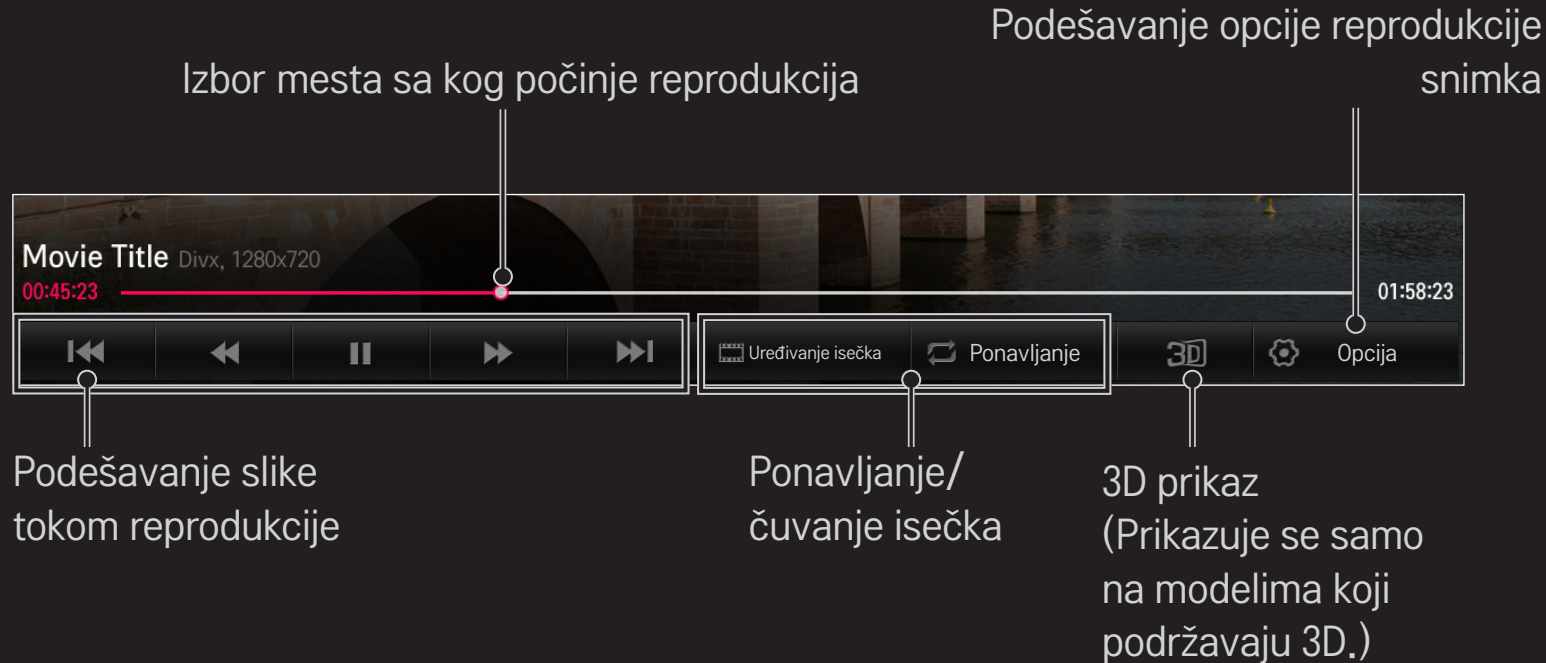 Podešavanje opcije reprodukcije
snimka
Izbor mesta sa kog počinje reprodukcija
Movie Title Divx, 1280x720
00:45:23
01:58:23
Uređivanje isečka
Ponavljanje
3D
Opcija
Podešavanje slike
tokom reprodukcije
Ponavljanje/
čuvanje isečka
3D prikaz
(Prikazuje se samo
na modelima koji
podržavaju 3D.)